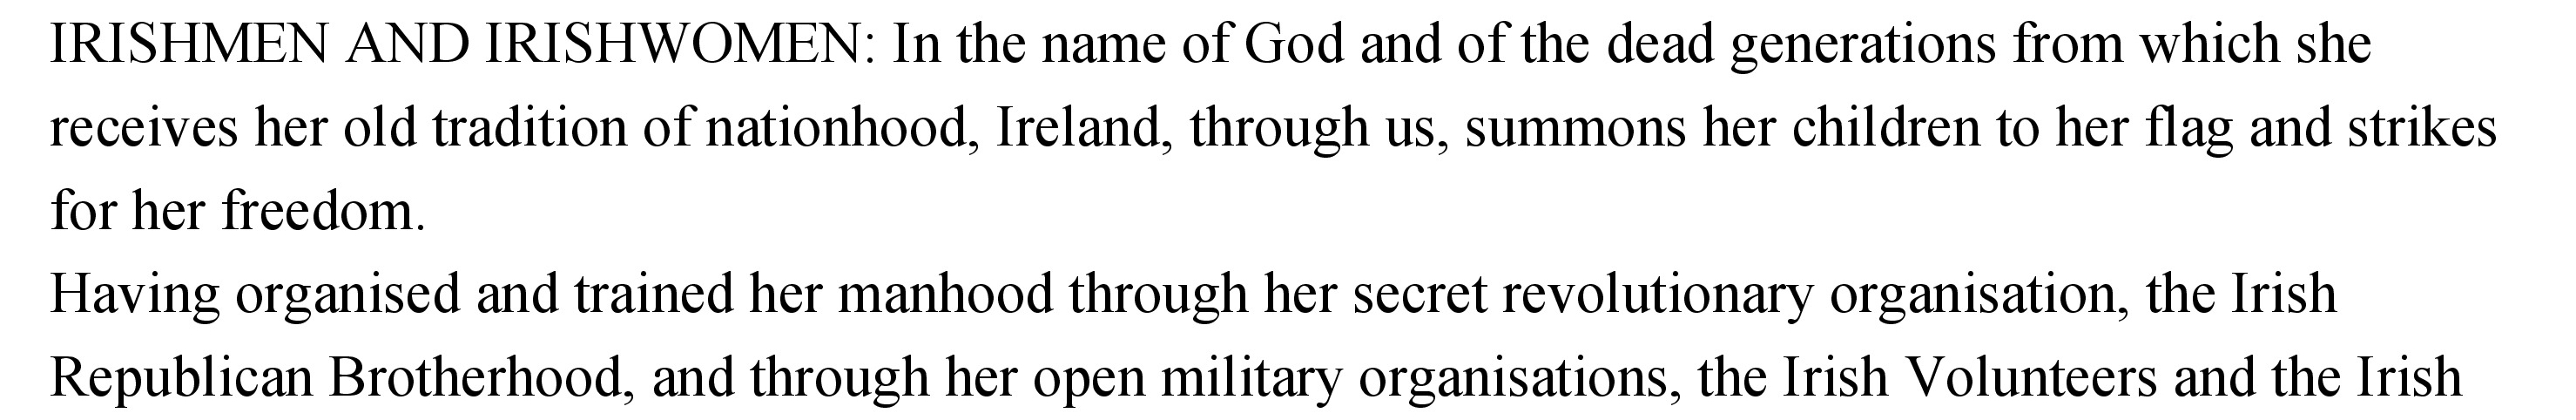 IRISHMEN AND IRISHWOMEN: In the name of God and of the dead generations from which she
receives her old tradition of nationhood, Ireland, through us, summons her children to her flag and strikes
for her freedom.
Having organised and trained her manhood through her secret revolutionary organisation, the Irish
Republican Brotherhood, and through her open military organisations, the Irish Volunteers and the Irish